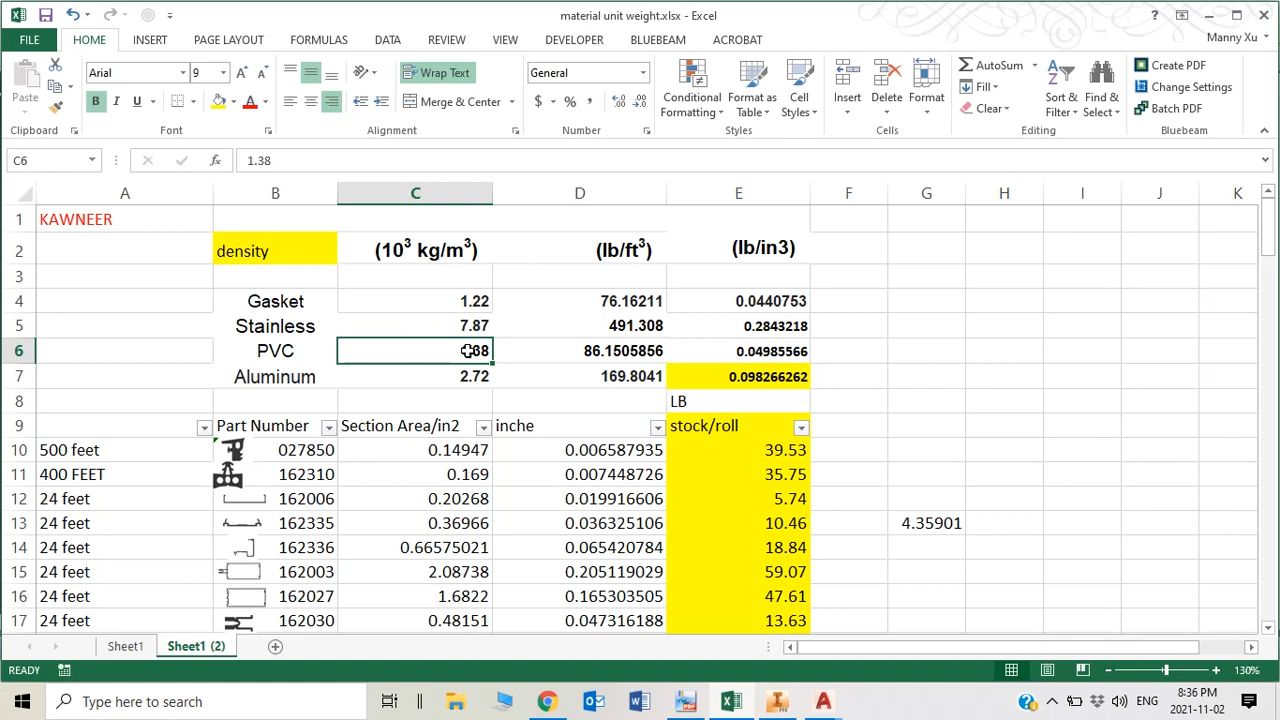 material unit weight.xlsx - Excel
FILE HOME INSERT PAGE LAYOUT FORMULAS DATA REVIEW VIEW DEVELOPER BLUEBEAM ACROBAT Manny Xu
Paste
Arial 9
Wrap Text
General
Merge & Center
$ % ,
B I U
A A
Conditional Formatting
Format as Table
Cell Styles
Insert Delete Format
AutoSum
Fill
Clear
Sort & Filter
Find & Select
Create PDF
Change Settings
Batch PDF
Clipboard Font Alignment Number Styles Cells Editing Bluebeam
C6 fx 1.38
A B C D E F G H I J K
1 KAWNEER
2 density (10³ kg/m³) (lb/ft³) (lb/in3)
3
4 Gasket 1.22 76.16211 0.0440753
5 Stainless 7.87 491.308 0.2843218
6 PVC 1.38 86.1505856 0.04985566
7 Aluminum 2.72 169.8041 0.098266262
8 LB
9 Part Number Section Area/in2 inche stock/roll
10 500 feet 027850 0.14947 0.006587935 39.53
11 400 FEET 162310 0.169 0.007448726 35.75
12 24 feet 162006 0.20268 0.019916606 5.74
13 24 feet 162335 0.36966 0.036325106 10.46 4.35901
14 24 feet 162336 0.66575021 0.065420784 18.84
15 24 feet 162003 2.08738 0.205119029 59.07
16 24 feet 162027 1.6822 0.165303505 47.61
17 24 feet 162030 0.48151 0.047316188 13.63
Sheet1 Sheet1 (2)
READY 130%
Type here to search
ENG
8:36 PM
2021-11-02